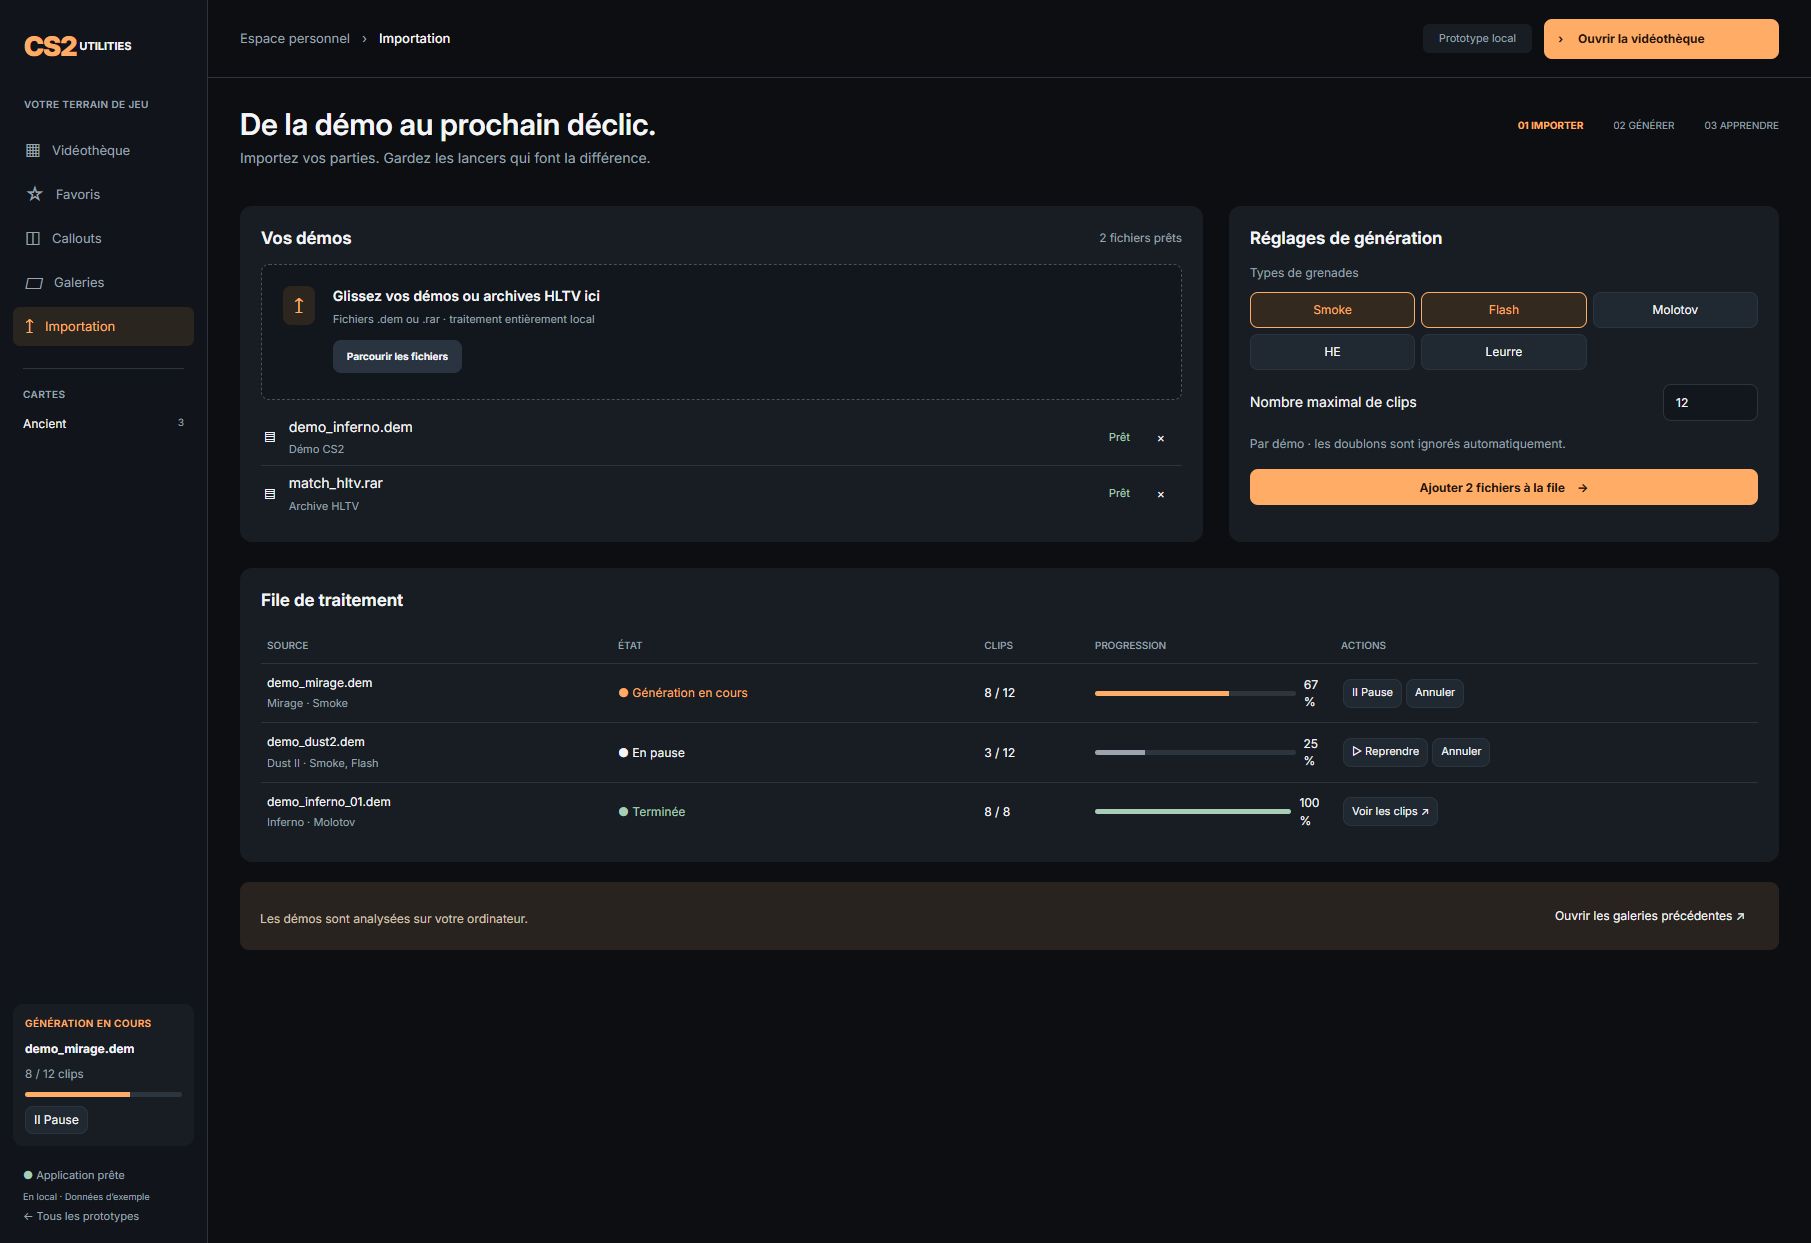 CS2 UTILITIES
VOTRE TERRAIN DE JEU
Vidéothèque
Favoris
Callouts
Galeries
Importation
CARTES
Ancient 3
GÉNÉRATION EN COURS
demo_mirage.dem
8 / 12 clips
II Pause
Application prête
En local · Données d'exemple
← Tous les prototypes
Espace personnel › Importation
Prototype local
› Ouvrir la vidéothèque
De la démo au prochain déclic.
Importez vos parties. Gardez les lancers qui font la différence.
01 IMPORTER 02 GÉNÉRER 03 APPRENDRE
Vos démos
2 fichiers prêts
Glissez vos démos ou archives HLTV ici
Fichiers .dem ou .rar · traitement entièrement local
Parcourir les fichiers
demo_inferno.dem
Démo CS2
Prêt ×
match_hltv.rar
Archive HLTV
Prêt ×
Réglages de génération
Types de grenades
Smoke Flash Molotov
HE Leurre
Nombre maximal de clips 12
Par démo · les doublons sont ignorés automatiquement.
Ajouter 2 fichiers à la file →
File de traitement
SOURCE ÉTAT CLIPS PROGRESSION ACTIONS
demo_mirage.dem
Mirage · Smoke
Génération en cours
8 / 12
67
%
II Pause Annuler
demo_dust2.dem
Dust II · Smoke, Flash
En pause
3 / 12
25
%
▷ Reprendre Annuler
demo_inferno_01.dem
Inferno · Molotov
Terminée
8 / 8
100
%
Voir les clips ↗
Les démos sont analysées sur votre ordinateur.
Ouvrir les galeries précédentes ↗